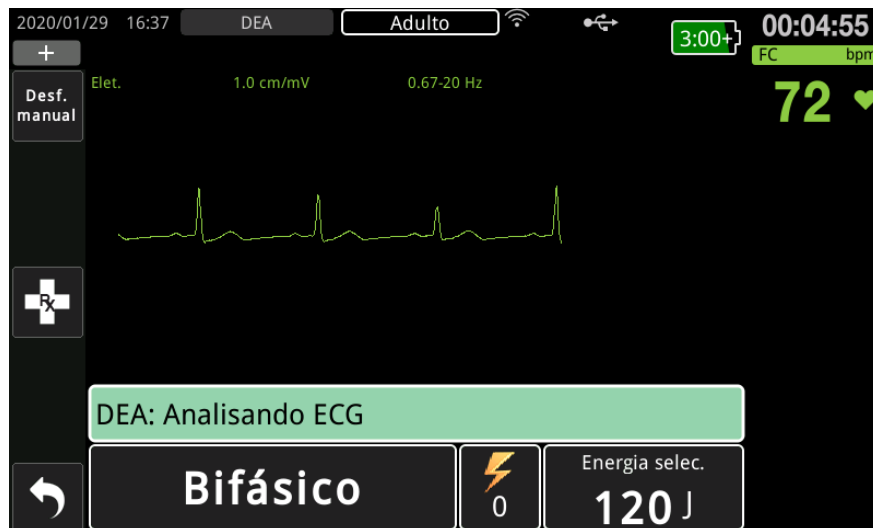 2020/01/29 16:37 DEA Adulto 3:00+ 00:04:55
+
FC bpm
Desf.
manual
Elet. 1.0 cm/mV 0.67-20 Hz
72
Rx
DEA: Analisando ECG
Bifásico
0
Energia selec.
120 J